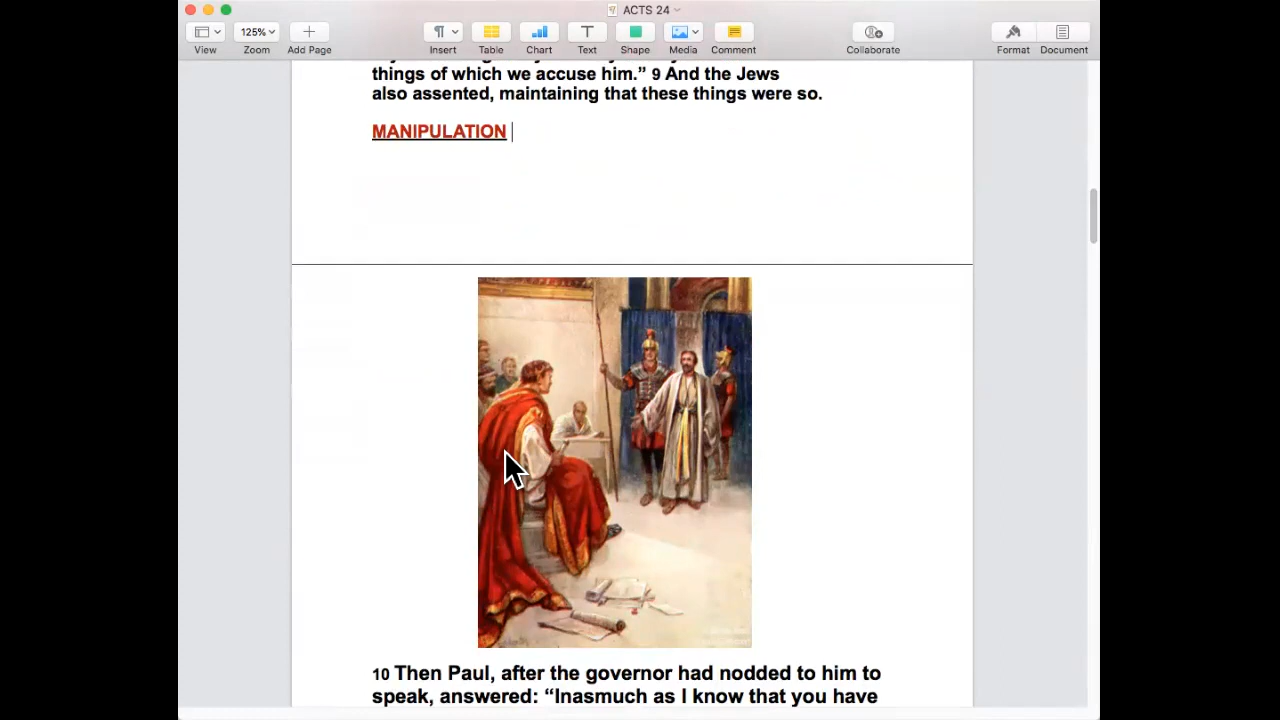 ACTS 24
125%
View
Zoom
Add Page
Insert
Table
Chart
Text
Shape
Media
Comment
Collaborate
Format
Document
things of which we accuse him.” 9 And the Jews
also assented, maintaining that these things were so.
MANIPULATION
10 Then Paul, after the governor had nodded to him to
speak, answered: “Inasmuch as I know that you have